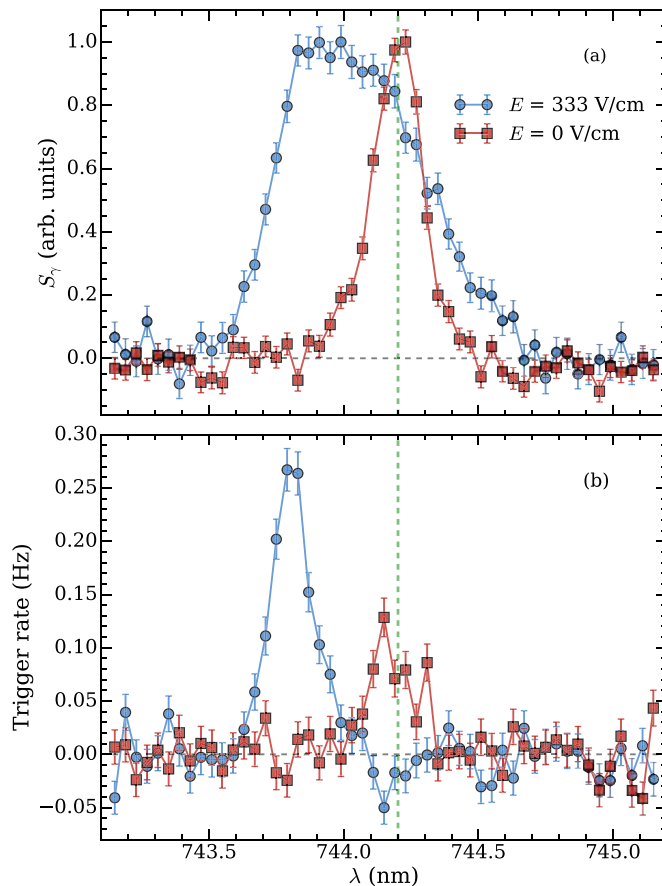 (a)
E = 333 V/cm
E = 0 V/cm
1.0
0.8
0.6
0.4
0.2
0.0
S_γ (arb. units)
(b)
0.30
0.25
0.20
0.15
0.10
0.05
0.00
−0.05
Trigger rate (Hz)
743.5
744.0
744.5
745.0
λ (nm)